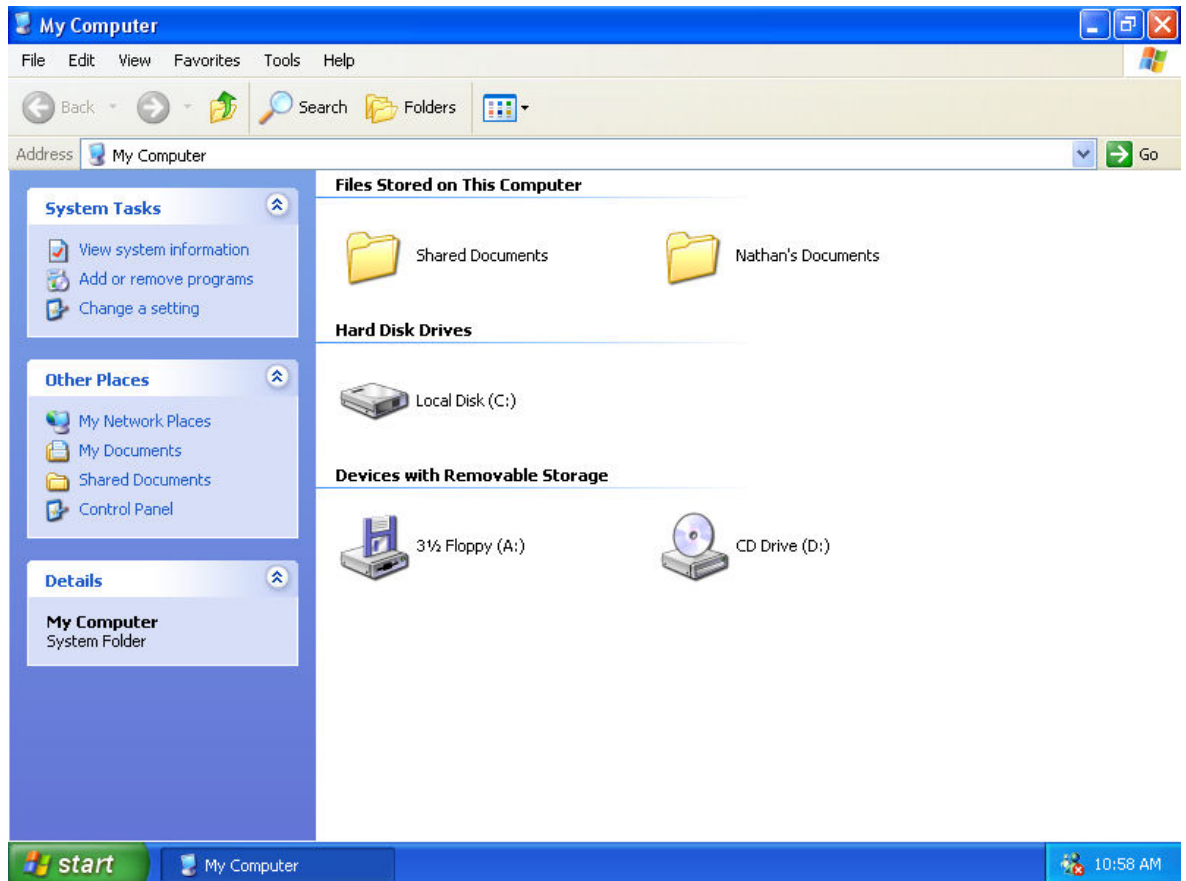 My Computer
File Edit View Favorites Tools Help
Back Search Folders
Address My Computer Go
System Tasks
View system information
Add or remove programs
Change a setting
Other Places
My Network Places
My Documents
Shared Documents
Control Panel
Details
My Computer
System Folder
Files Stored on This Computer
Shared Documents Nathan's Documents
Hard Disk Drives
Local Disk (C:)
Devices with Removable Storage
3½ Floppy (A:) CD Drive (D:)
start My Computer 10:58 AM